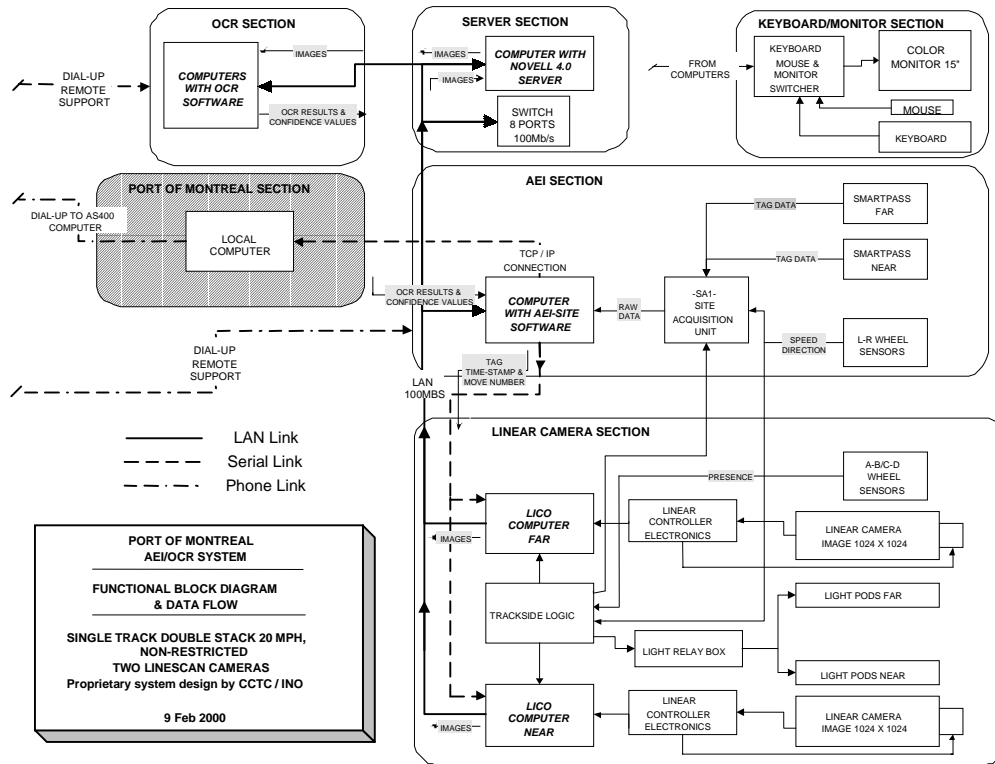 OCR SECTION
IMAGES
COMPUTERS
WITH OCR
SOFTWARE
OCR RESULTS &
CONFIDENCE VALUES
DIAL-UP
REMOTE
SUPPORT
SERVER SECTION
IMAGES
IMAGES
COMPUTER WITH
NOVELL 4.0
SERVER
SWITCH
8 PORTS
100Mb/s
KEYBOARD/MONITOR SECTION
FROM
COMPUTERS
KEYBOARD
MOUSE &
MONITOR
SWITCHER
COLOR
MONITOR 15"
MOUSE
KEYBOARD
PORT OF MONTREAL SECTION
DIAL-UP TO AS400
COMPUTER
LOCAL
COMPUTER
AEI SECTION
TCP / IP
CONNECTION
OCR RESULTS &
CONFIDENCE VALUES
COMPUTER
WITH AEI-SITE
SOFTWARE
RAW
DATA
-SA1-
SITE
ACQUISITION
UNIT
TAG DATA
SMARTPASS
FAR
TAG DATA
SMARTPASS
NEAR
SPEED
DIRECTION
L-R WHEEL
SENSORS
DIAL-UP
REMOTE
SUPPORT
TAG
TIME-STAMP &
MOVE NUMBER
LAN
100MBS
LAN Link
Serial Link
Phone Link
LINEAR CAMERA SECTION
PRESENCE
A-B/C-D
WHEEL
SENSORS
LICO
COMPUTER
FAR
IMAGES
LINEAR
CONTROLLER
ELECTRONICS
LINEAR CAMERA
IMAGE 1024 X 1024
TRACKSIDE LOGIC
LIGHT RELAY BOX
LIGHT PODS FAR
LIGHT PODS NEAR
LICO
COMPUTER
NEAR
IMAGES
LINEAR
CONTROLLER
ELECTRONICS
LINEAR CAMERA
IMAGE 1024 X 1024
PORT OF MONTREAL
AEI/OCR SYSTEM
FUNCTIONAL BLOCK DIAGRAM
& DATA FLOW
SINGLE TRACK DOUBLE STACK 20 MPH,
NON-RESTRICTED
TWO LINESCAN CAMERAS
Proprietary system design by CCTC / INO
9 Feb 2000